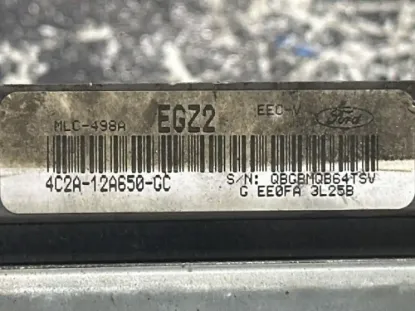 MLC-498A EGZ2 EEC-V Ford
4C2A-12A650-GC S/N: QBGBMQB64TSV
G EE0FA 3L25B